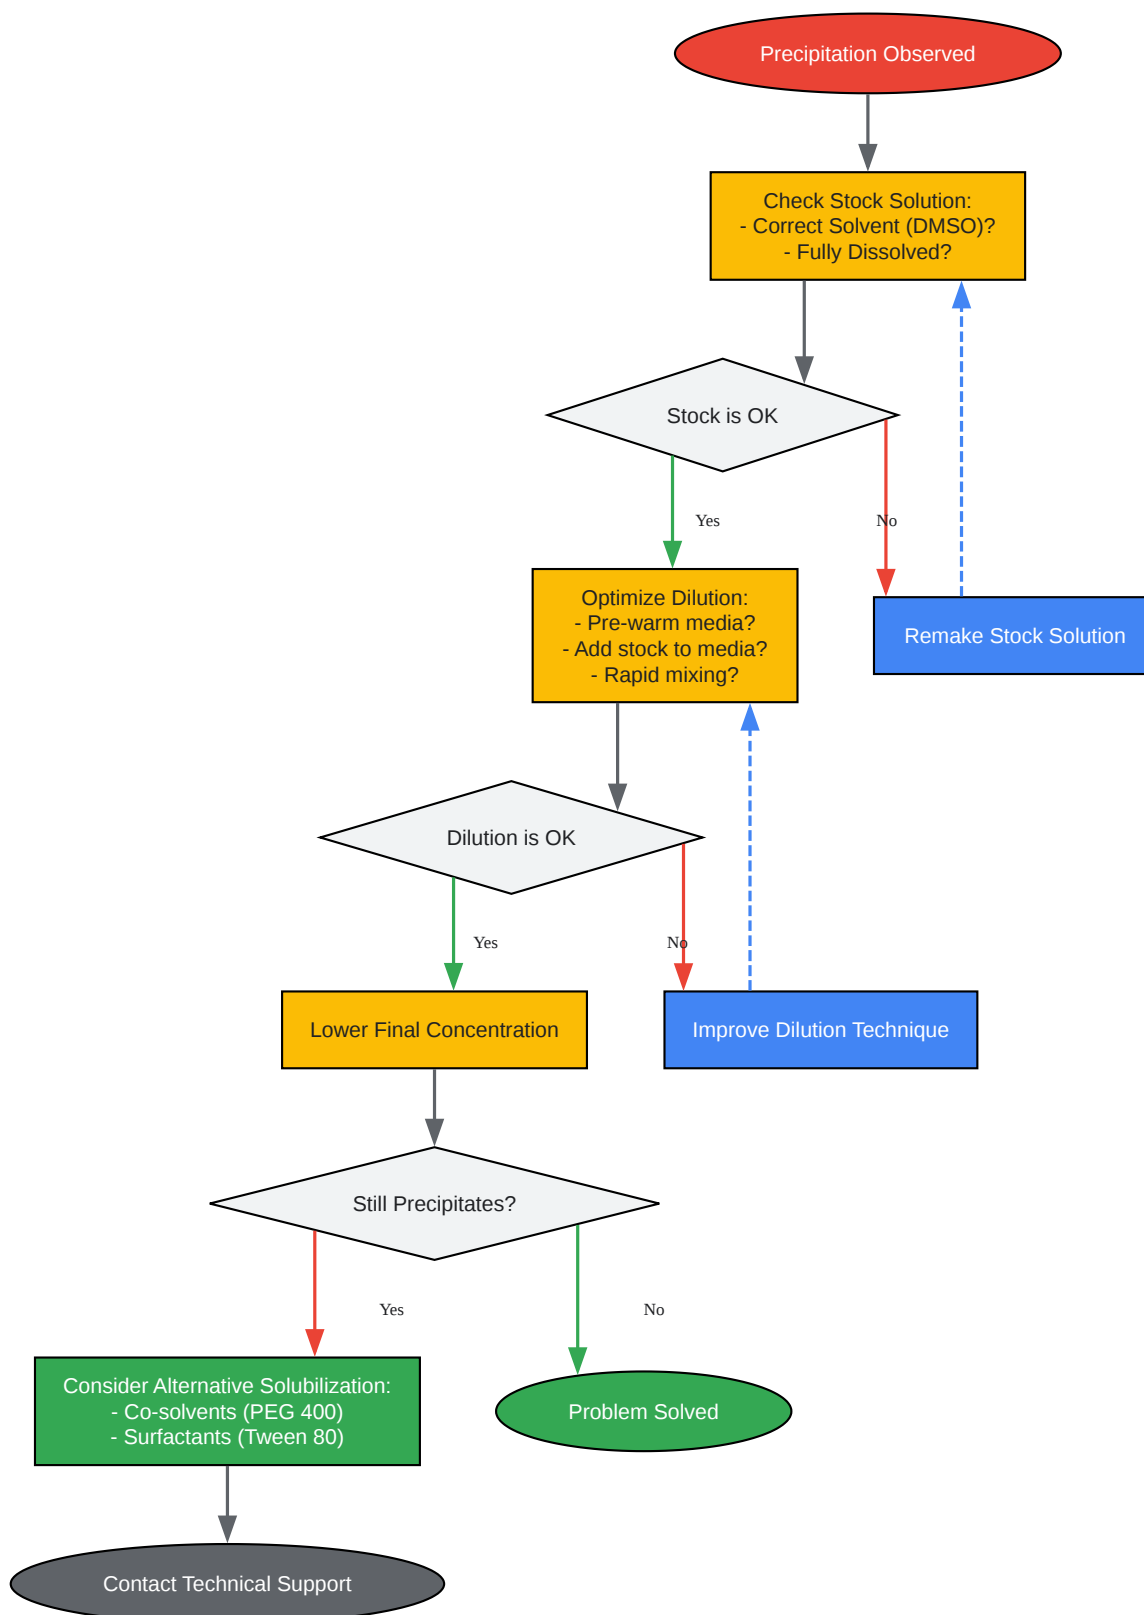 Precipitation Observed
Check Stock Solution:
- Correct Solvent (DMSO)?
- Fully Dissolved?
Stock is OK
Yes
No
Optimize Dilution:
- Pre-warm media?
- Add stock to media?
- Rapid mixing?
Remake Stock Solution
Dilution is OK
Yes
No
Lower Final Concentration
Improve Dilution Technique
Still Precipitates?
Yes
No
Consider Alternative Solubilization:
- Co-solvents (PEG 400)
- Surfactants (Tween 80)
Problem Solved
Contact Technical Support